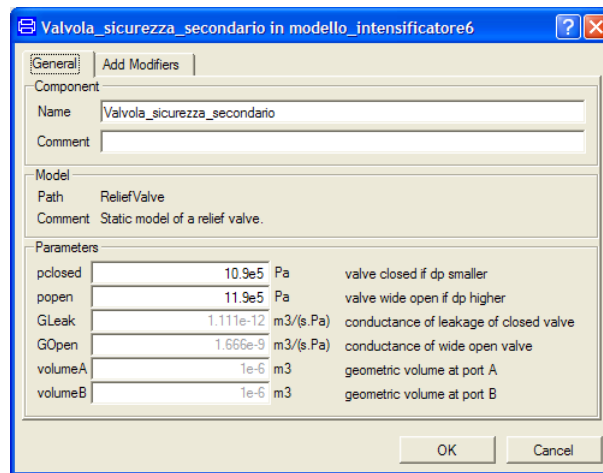 Valvola_sicurezza_secondario in modello_intensificatore6
General Add Modifiers
Component
Name Valvola_sicurezza_secondario
Comment
Model
Path ReliefValve
Comment Static model of a relief valve.
Parameters
pclosed 10.9e5 Pa valve closed if dp smaller
popen 11.9e5 Pa valve wide open if dp higher
GLeak 1.111e-12 m3/(s.Pa) conductance of leakage of closed valve
GOpen 1.666e-9 m3/(s.Pa) conductance of wide open valve
volumeA 1e-6 m3 geometric volume at port A
volumeB 1e-6 m3 geometric volume at port B
OK Cancel